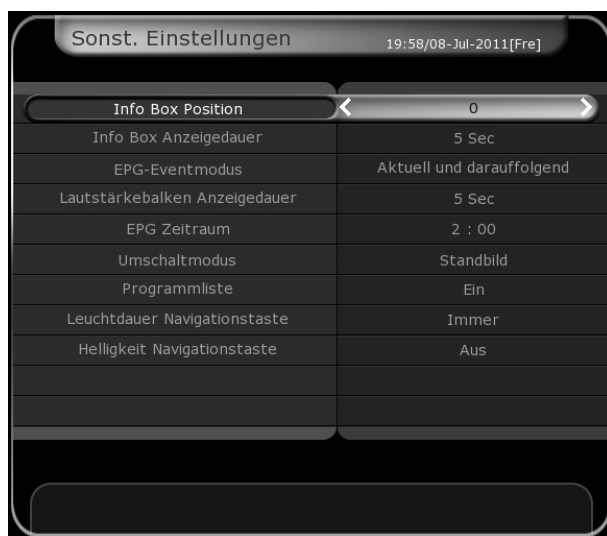 Sonst. Einstellungen 19:58/08-Jul-2011[Fre]
Info Box Position 0
Info Box Anzeigedauer 5 Sec
EPG-Eventmodus Aktuell und darauffolgend
Lautstärkebalken Anzeigedauer 5 Sec
EPG Zeitraum 2 : 00
Umschaltmodus Standbild
Programmliste Ein
Leuchtdauer Navigationstaste Immer
Helligkeit Navigationstaste Aus